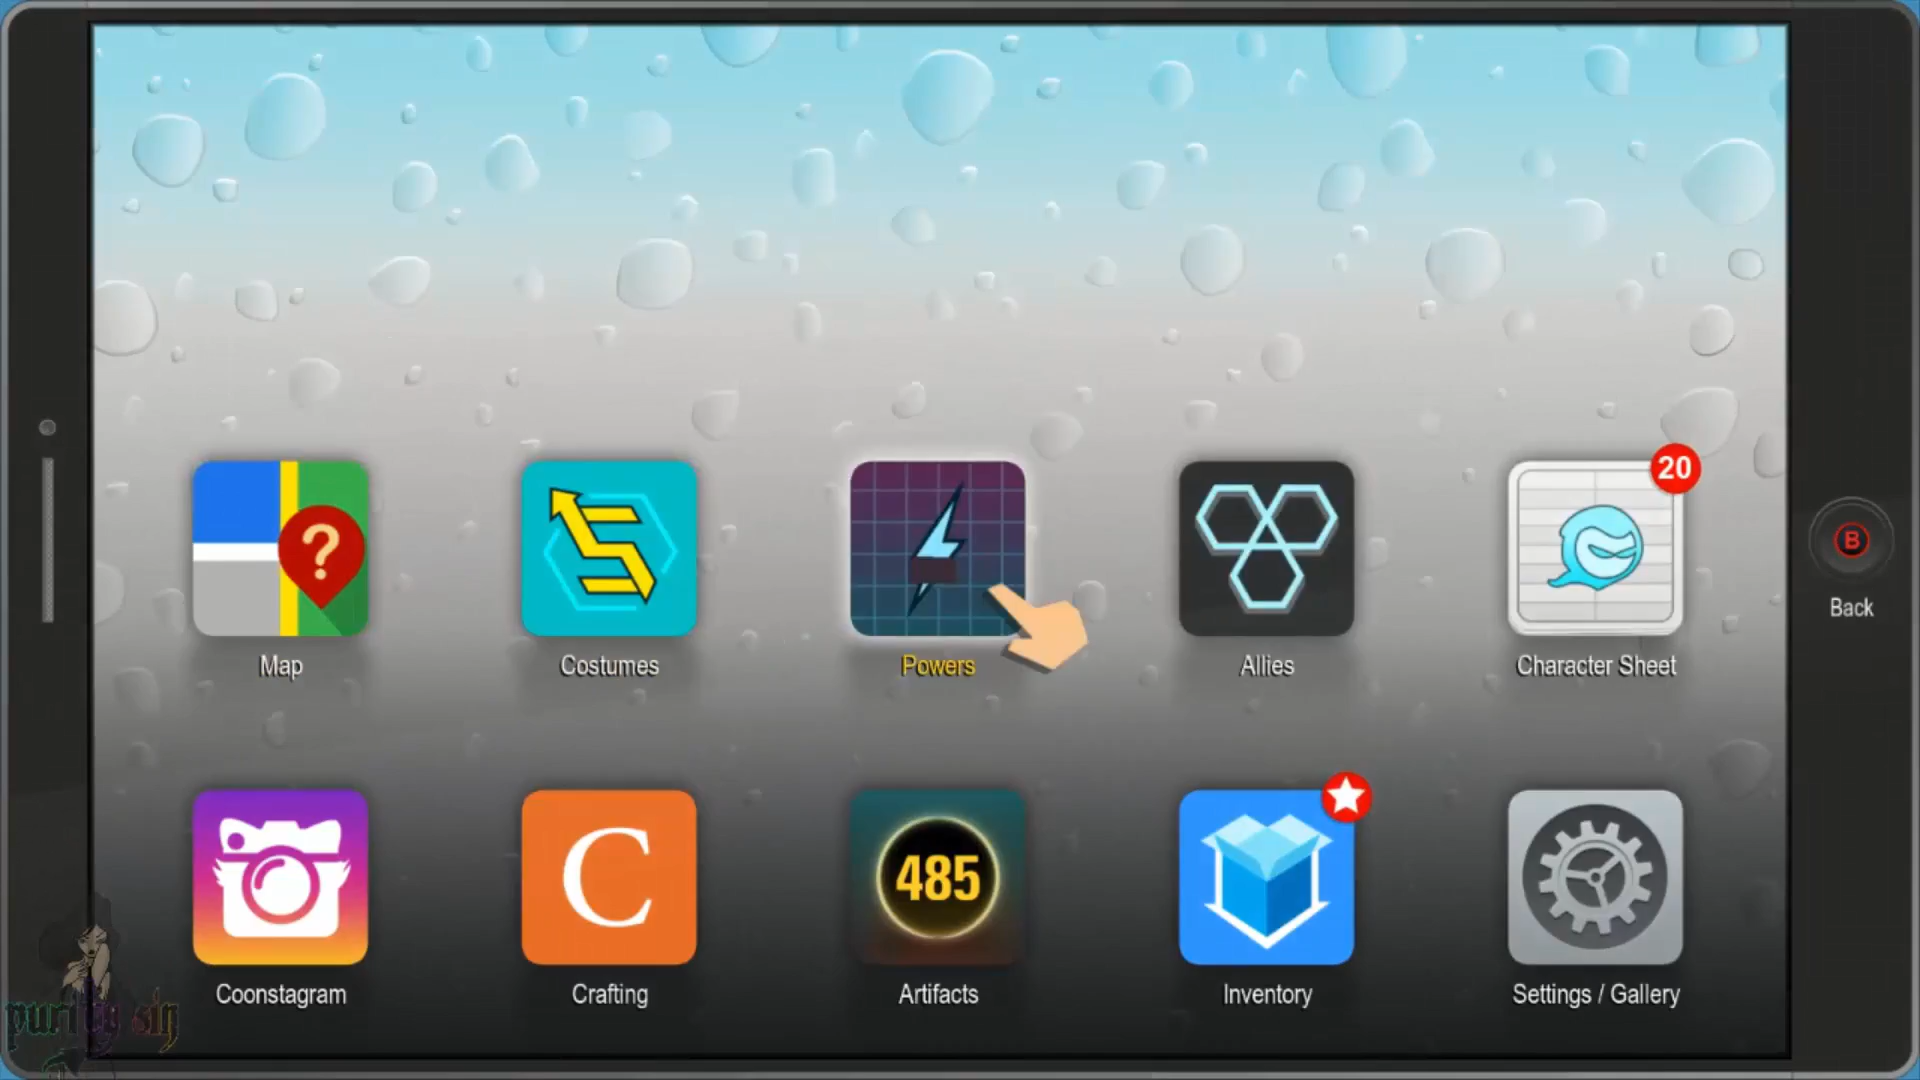 20
?
B
Map
Costumes
Powers
Allies
Character Sheet
Back
C
485
Coonstagram
Crafting
Artifacts
Inventory
Settings / Gallery